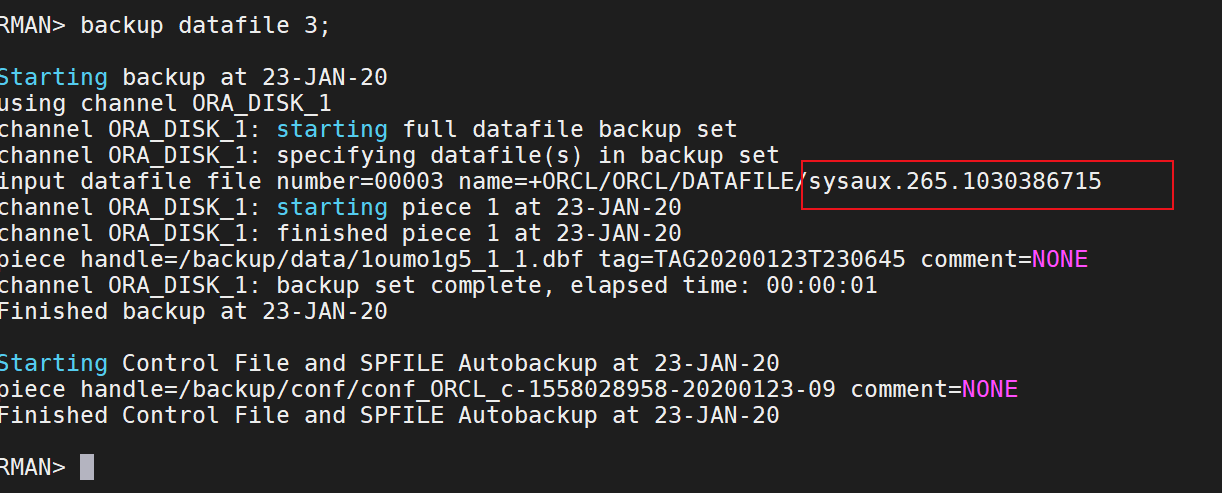 RMAN> backup datafile 3;
Starting backup at 23-JAN-20
using channel ORA_DISK_1
channel ORA_DISK_1: starting full datafile backup set
channel ORA_DISK_1: specifying datafile(s) in backup set
input datafile file number=00003 name=+ORCL/ORCL/DATAFILE/sysaux.265.1030386715
channel ORA_DISK_1: starting piece 1 at 23-JAN-20
channel ORA_DISK_1: finished piece 1 at 23-JAN-20
piece handle=/backup/data/1oumo1g5_1_1.dbf tag=TAG20200123T230645 comment=NONE
channel ORA_DISK_1: backup set complete, elapsed time: 00:00:01
Finished backup at 23-JAN-20
Starting Control File and SPFILE Autobackup at 23-JAN-20
piece handle=/backup/conf/conf_ORCL_c-1558028958-20200123-09 comment=NONE
Finished Control File and SPFILE Autobackup at 23-JAN-20
RMAN>